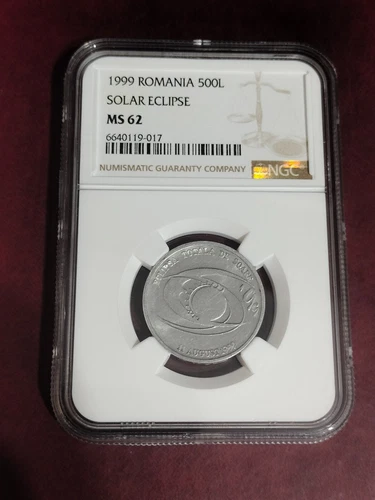 1999 ROMANIA 500L
SOLAR ECLIPSE
MS 62
6640119-017
NUMISMATIC GUARANTY COMPANY
NGC